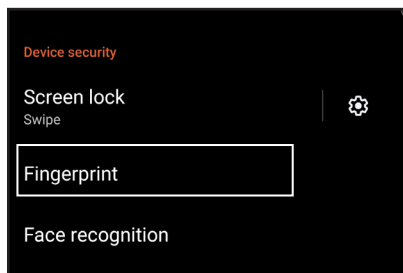 Device security
Screen lock
Swipe
Fingerprint
Face recognition